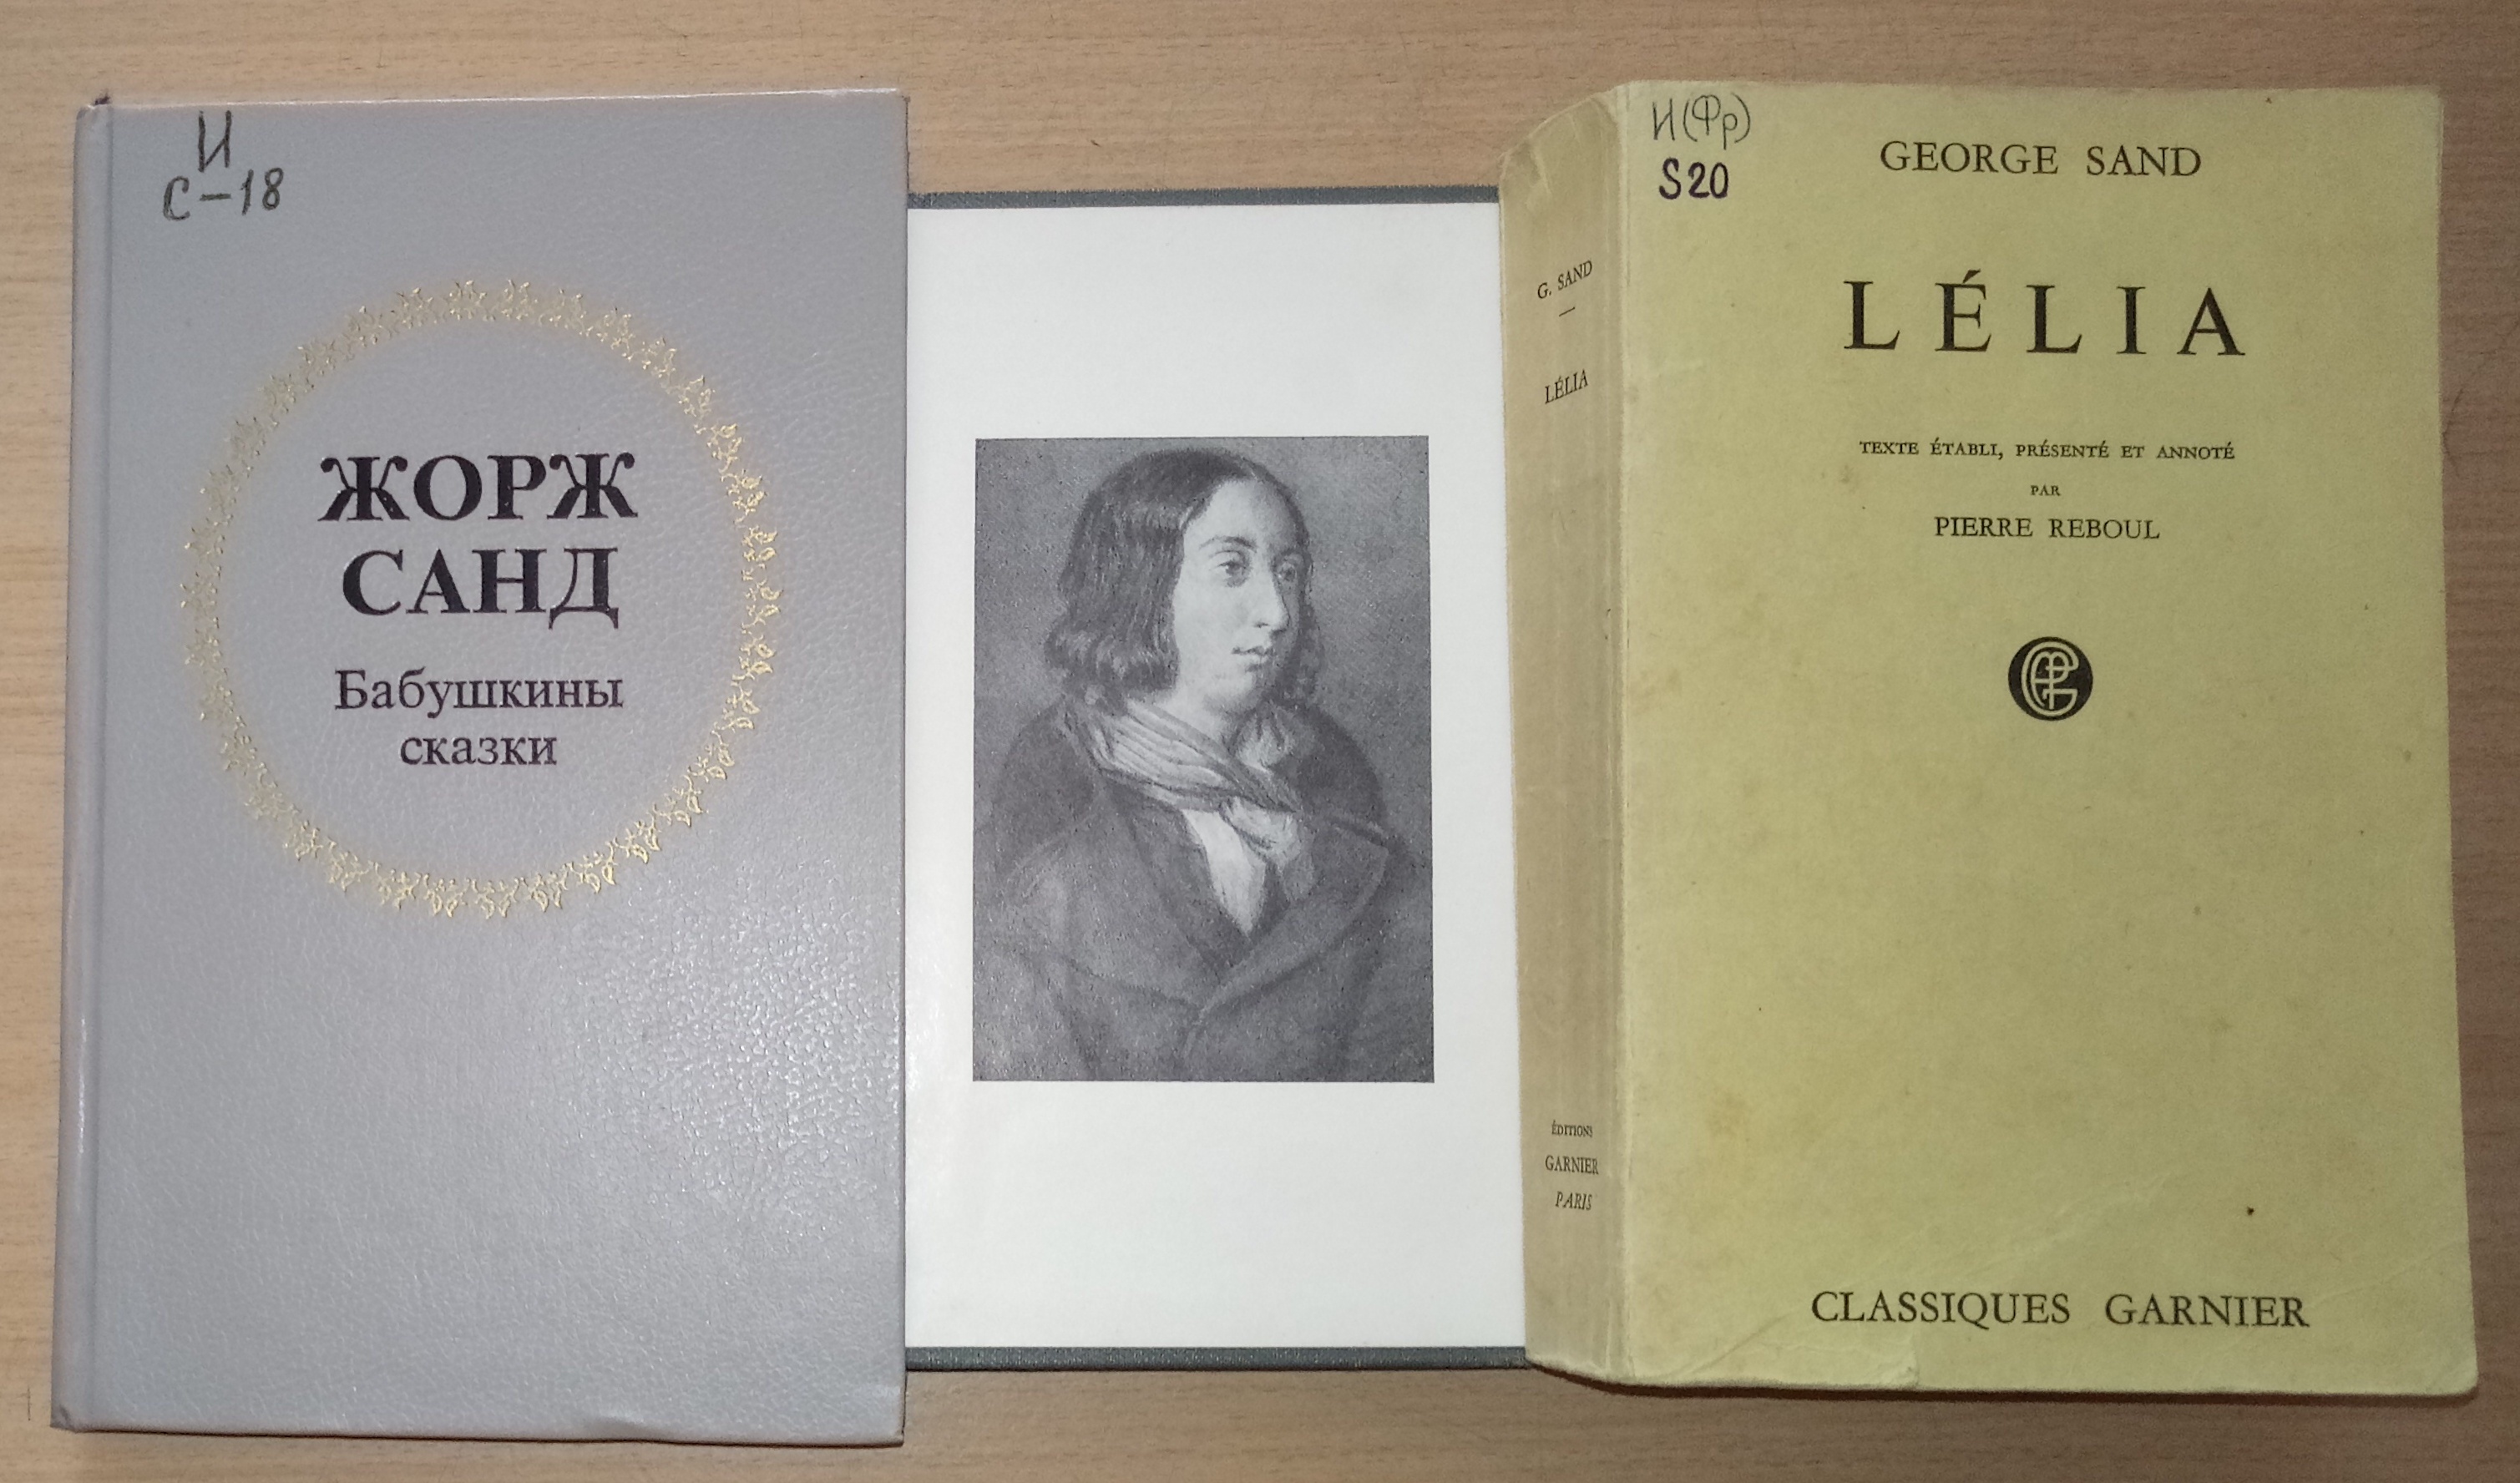 И
С-18
ЖОРЖ
САНД
Бабушкины
сказки
G. SAND
LÉLIA
ÉDITIONS
GARNIER
PARIS
И(Фр)
S20
GEORGE SAND
LÉLIA
TEXTE ÉTABLI, PRÉSENTÉ ET ANNOTÉ
PAR
PIERRE REBOUL
CLASSIQUES GARNIER